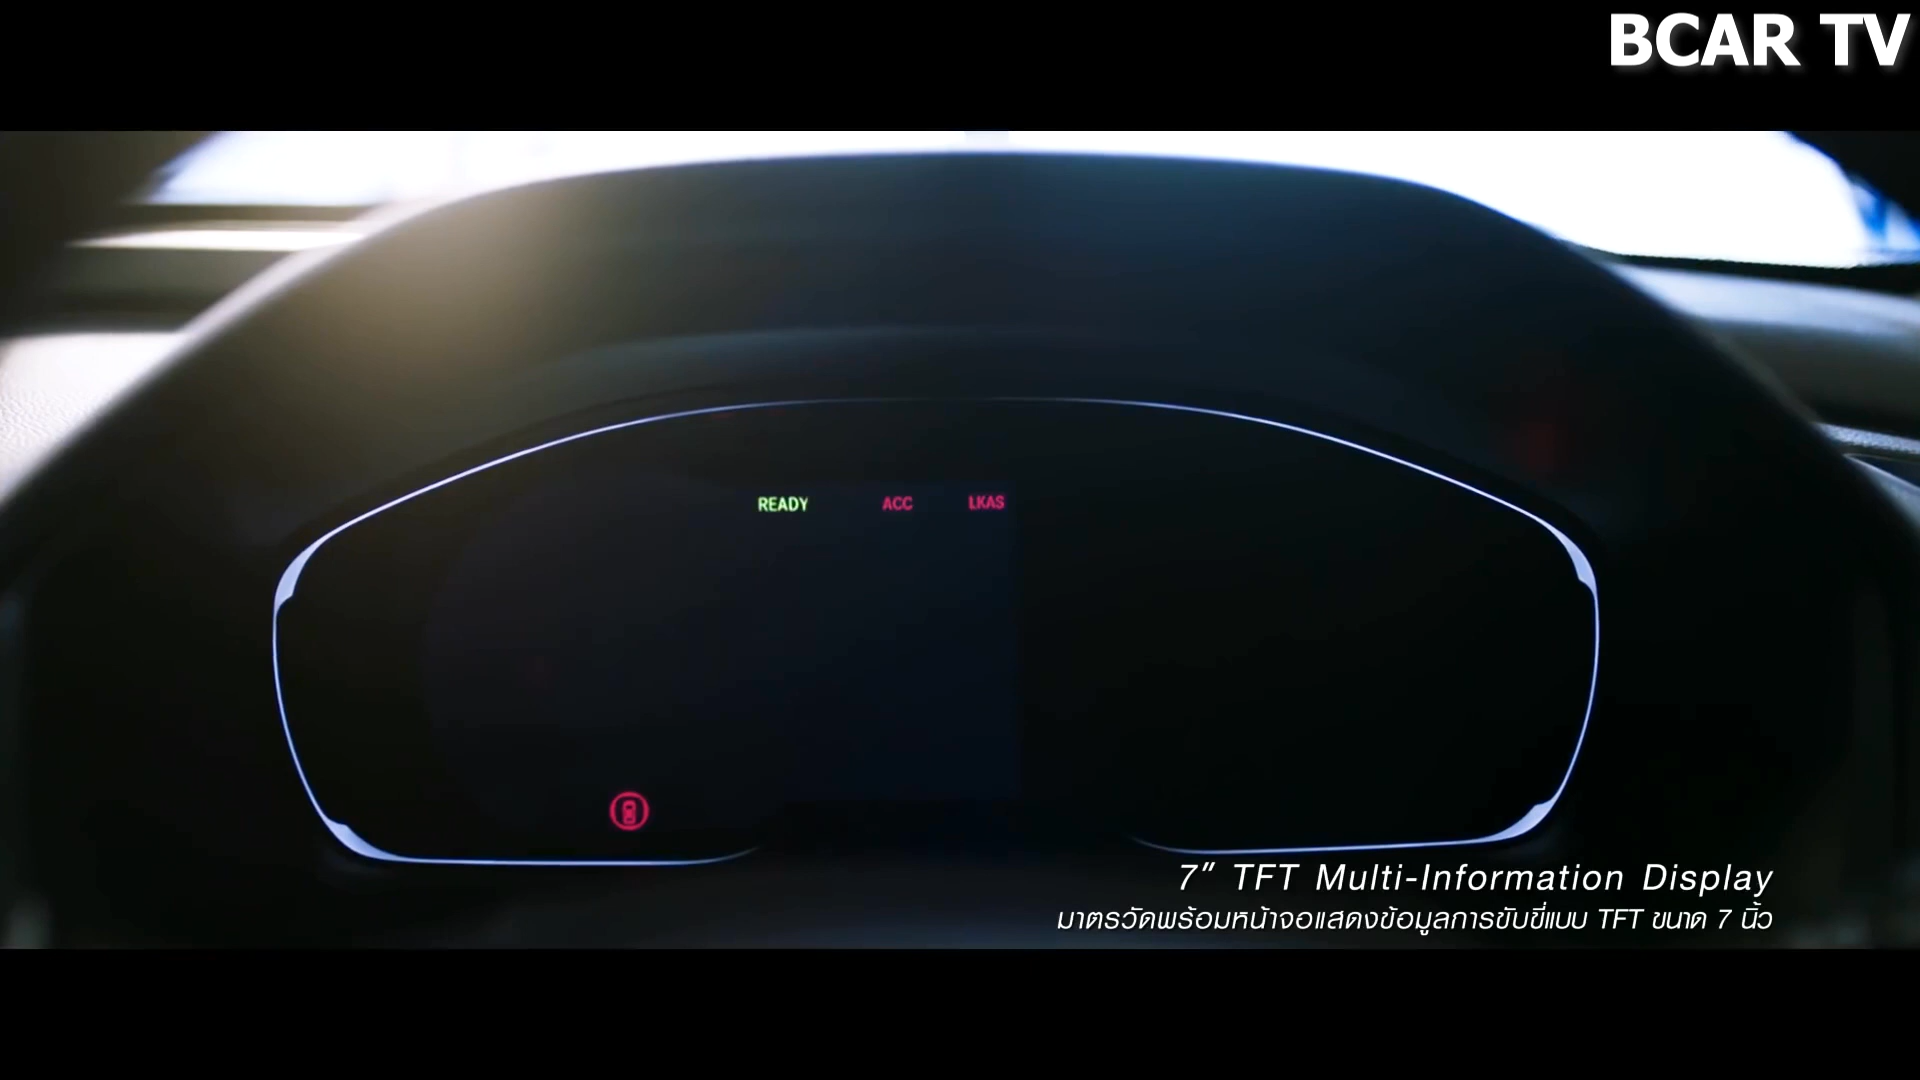 BCAR TV
READY ACC LKAS
7" TFT Multi-Information Display
มาตรวัดพร้อมหน้าจอแสดงข้อมูลการขับขี่แบบ TFT ขนาด 7 นิ้ว